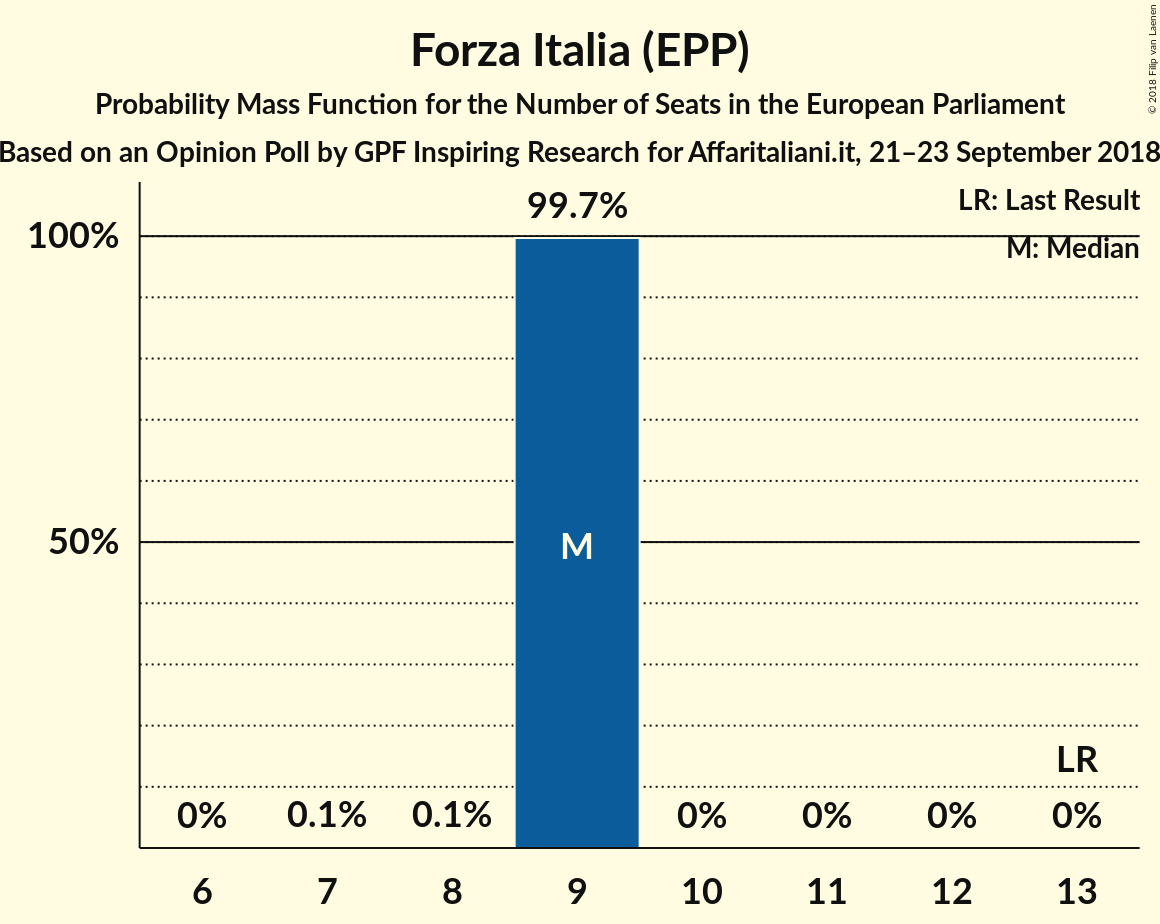 Forza Italia (EPP)
Probability Mass Function for the Number of Seats in the European Parliament
Based on an Opinion Poll by GPF Inspiring Research for Affaritaliani.it, 21–23 September 2018
© 2018 Filip van Laenen
LR: Last Result
M: Median
99.7%
100%
50%
M
LR
0% 0.1% 0.1% 0% 0% 0% 0%
6 7 8 9 10 11 12 13